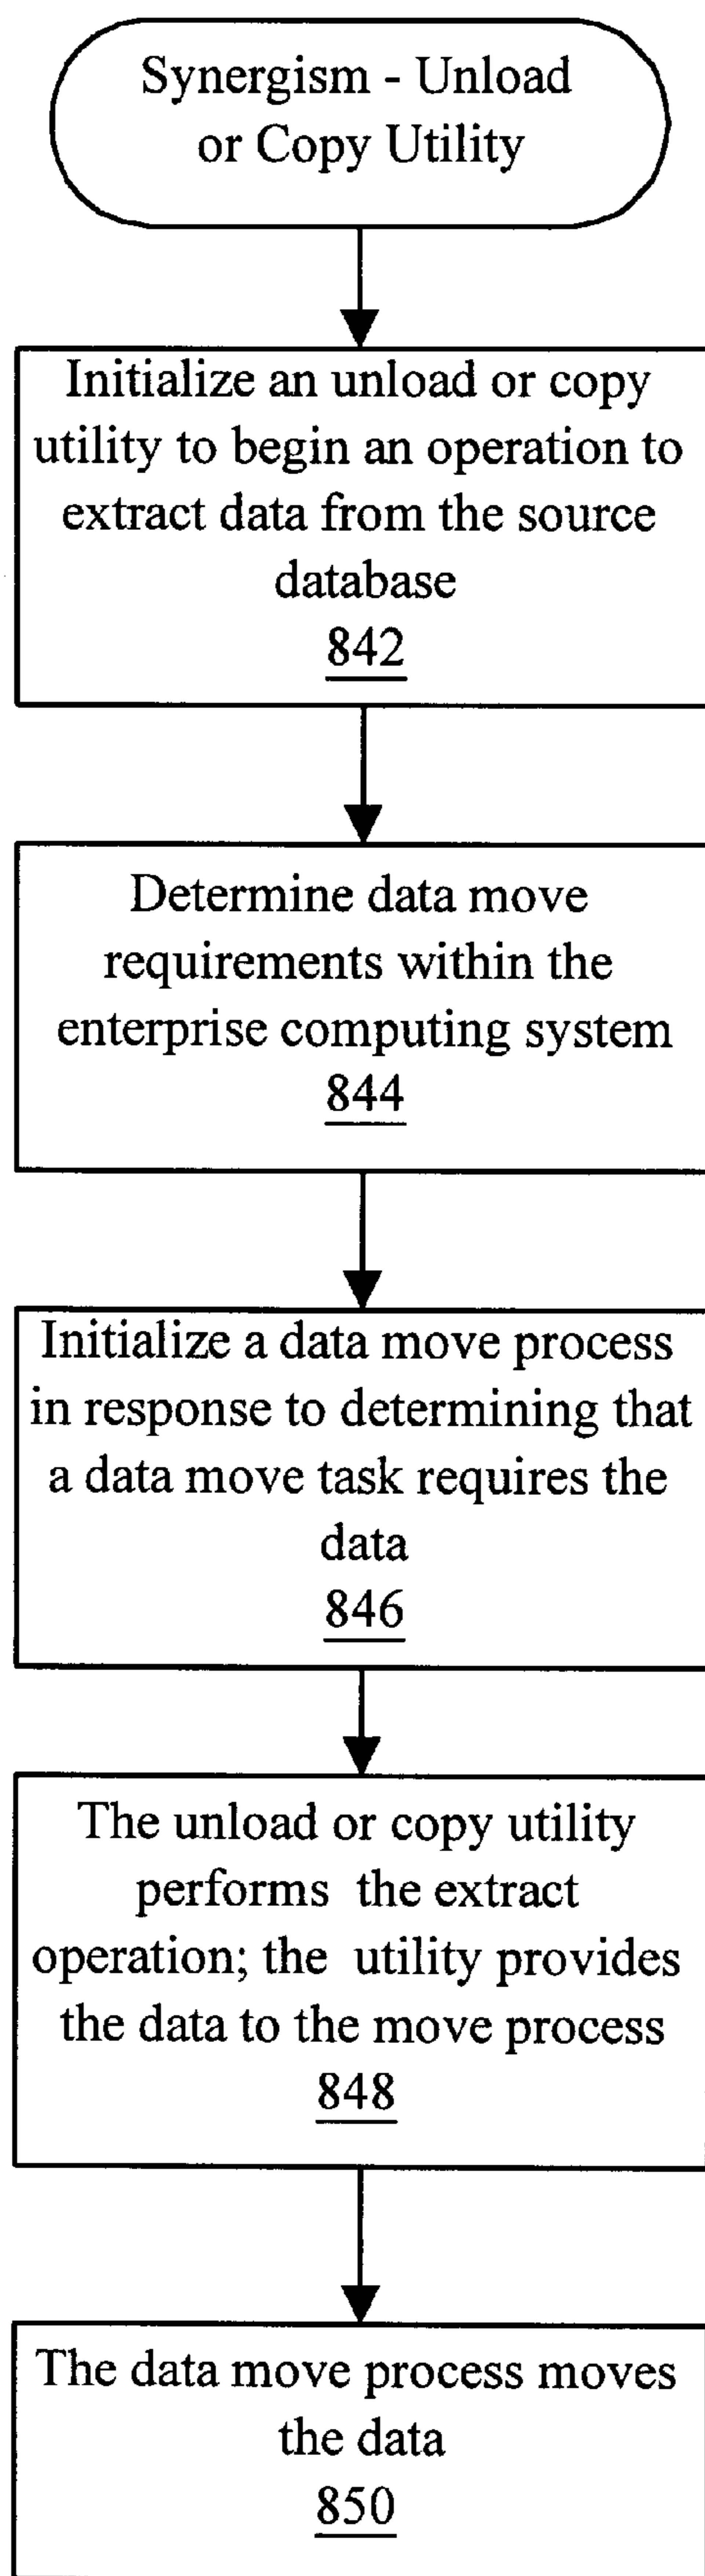 Synergism - Unload
or Copy Utility
Initialize an unload or copy
utility to begin an operation to
extract data from the source
database
842
Determine data move
requirements within the
enterprise computing system
844
Initialize a data move process
in response to determining that
a data move task requires the
data
846
The unload or copy utility
performs the extract
operation; the utility provides
the data to the move process
848
The data move process moves
the data
850